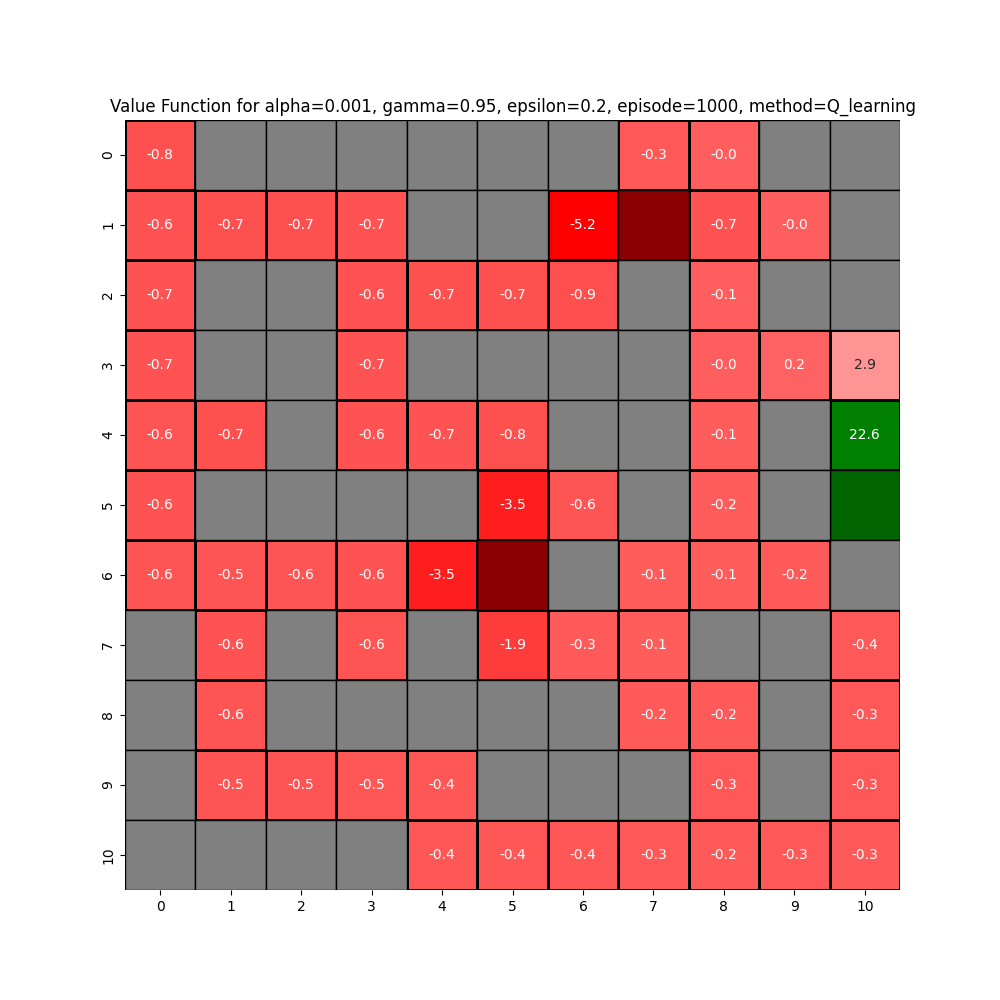 Value Function for alpha=0.001, gamma=0.95, epsilon=0.2, episode=1000, method=Q_learning
0 -0.8 -0.3 -0.0
1 -0.6 -0.7 -0.7 -0.7 -5.2 -0.7 -0.0
2 -0.7 -0.6 -0.7 -0.7 -0.9 -0.1
3 -0.7 -0.7 -0.0 0.2 2.9
4 -0.6 -0.7 -0.6 -0.7 -0.8 -0.1 22.6
5 -0.6 -3.5 -0.6 -0.2
6 -0.6 -0.5 -0.6 -0.6 -3.5 -0.1 -0.1 -0.2
7 -0.6 -0.6 -1.9 -0.3 -0.1 -0.4
8 -0.6 -0.2 -0.2 -0.3
9 -0.5 -0.5 -0.5 -0.4 -0.3 -0.3
10 -0.4 -0.4 -0.4 -0.3 -0.2 -0.3 -0.3
0 1 2 3 4 5 6 7 8 9 10